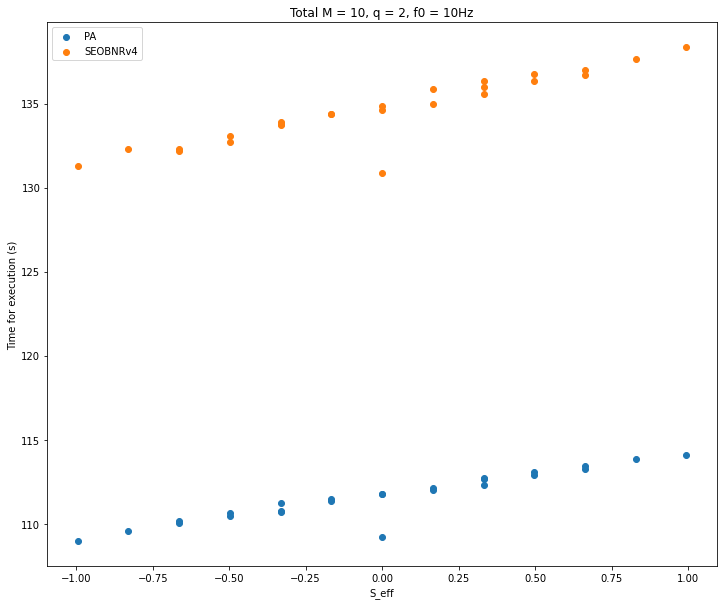 Total M = 10, q = 2, f0 = 10Hz
PA
SEOBNRv4
135
130
125
120
115
110
Time for execution (s)
−1.00 −0.75 −0.50 −0.25 0.00 0.25 0.50 0.75 1.00
S_eff